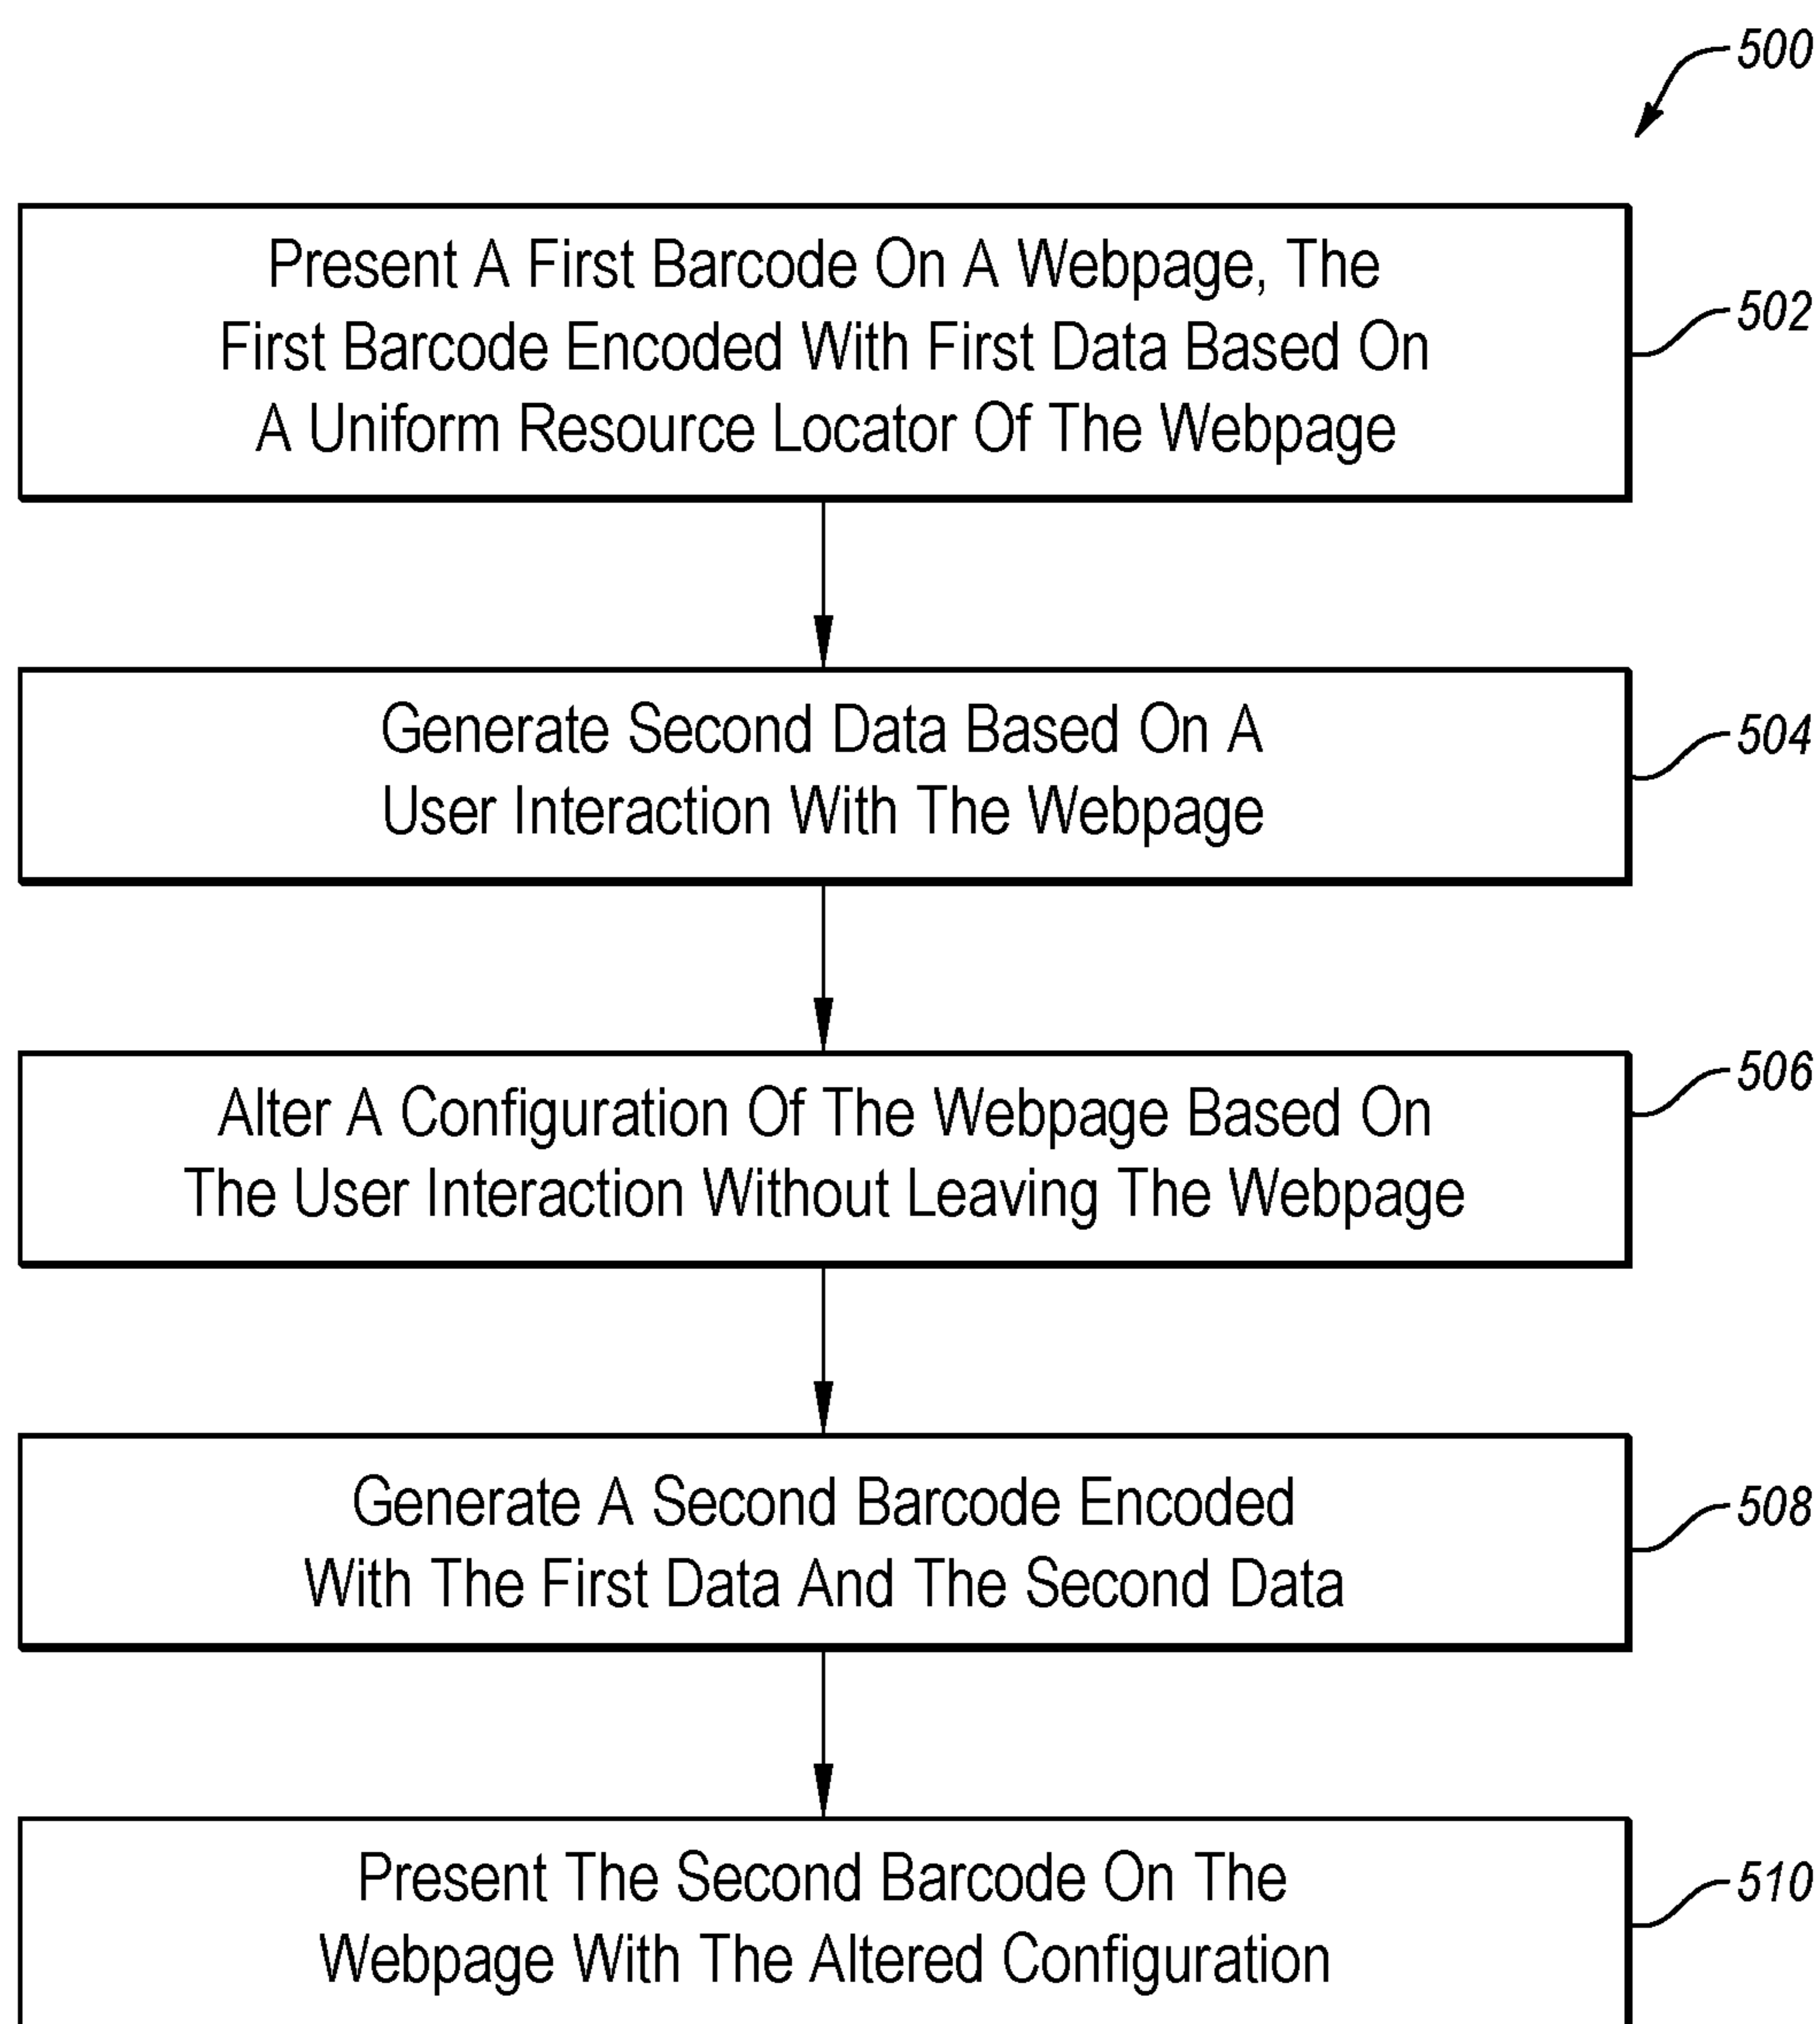 500
Present A First Barcode On A Webpage, The
First Barcode Encoded With First Data Based On
A Uniform Resource Locator Of The Webpage
502
Generate Second Data Based On A
User Interaction With The Webpage
504
Alter A Configuration Of The Webpage Based On
The User Interaction Without Leaving The Webpage
506
Generate A Second Barcode Encoded
With The First Data And The Second Data
508
Present The Second Barcode On The
Webpage With The Altered Configuration
510